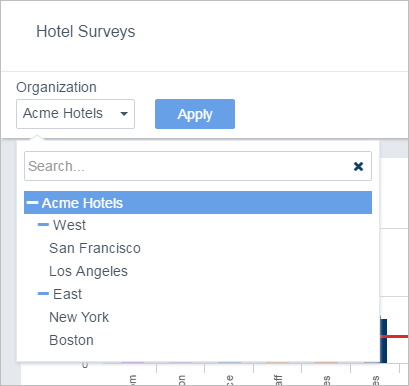 Hotel Surveys
Organization
Acme Hotels
Apply
Search...
Acme Hotels
West
San Francisco
Los Angeles
East
New York
Boston
0